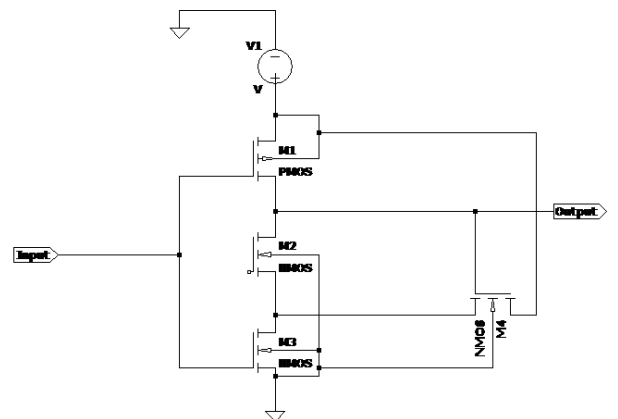 V1
V
M1
PMOS
Output
Input
M2
NMOS
M3
NMOS
NMOS
M4